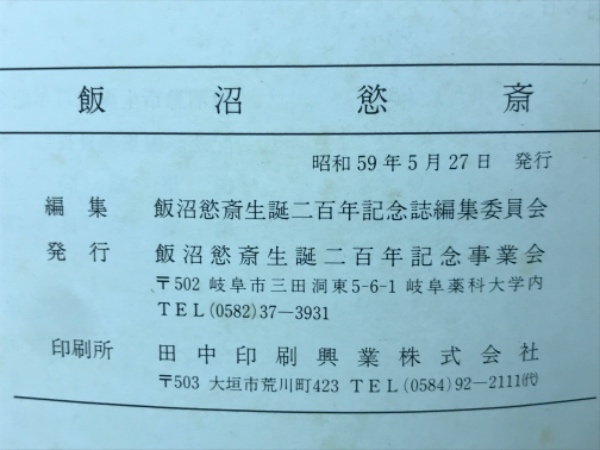 飯沼慾斎
昭和59年5月27日 発行
編集 飯沼慾斎生誕二百年記念誌編集委員会
発行 飯沼慾斎生誕二百年記念事業会
〒502 岐阜市三田洞東5-6-1 岐阜薬科大学内
TEL(0582)37-3931
印刷所 田中印刷興業株式会社
〒503 大垣市荒川町423 TEL(0584)92-2111(代)